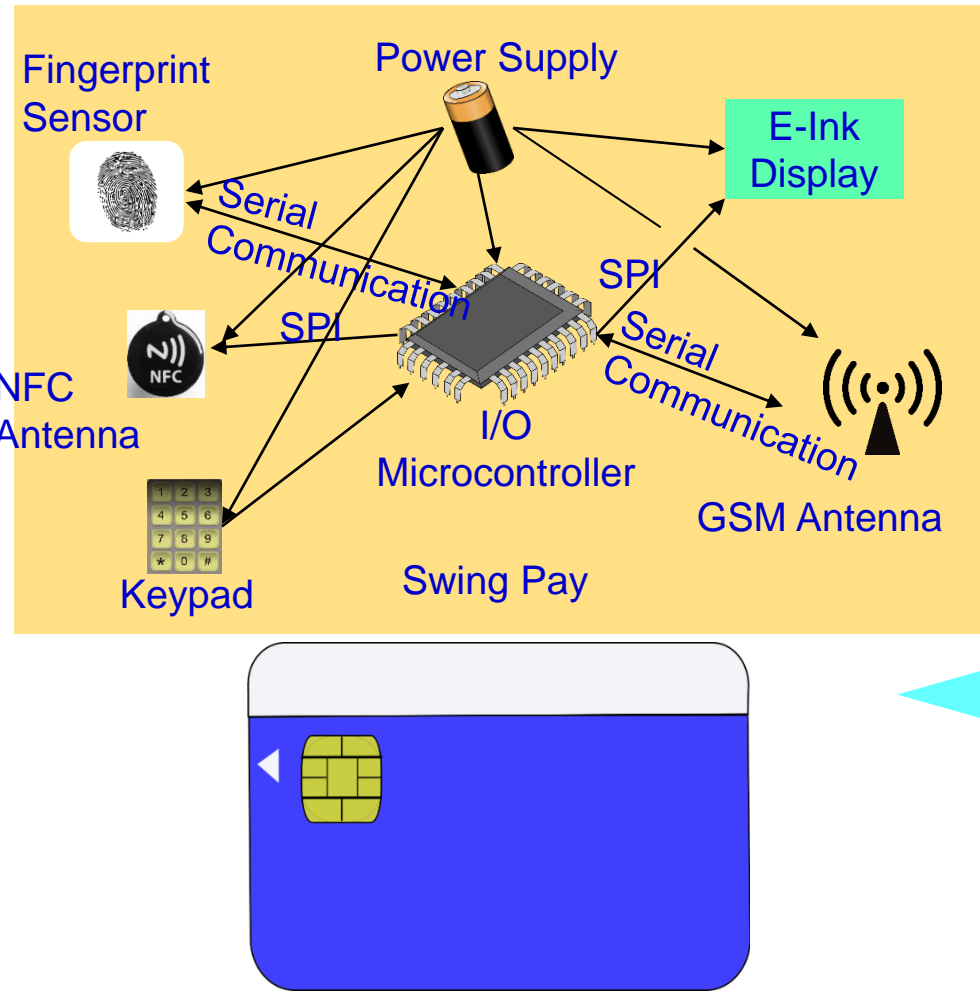 Power Supply
Fingerprint
Sensor
E-Ink
Display
Serial
Communication
SPI
SPI
NFC
NFC
Antenna
Serial
Communication
I/O
Microcontroller
GSM Antenna
1 2 3
4 5 6
7 8 9
* 0 #
Keypad
Swing Pay